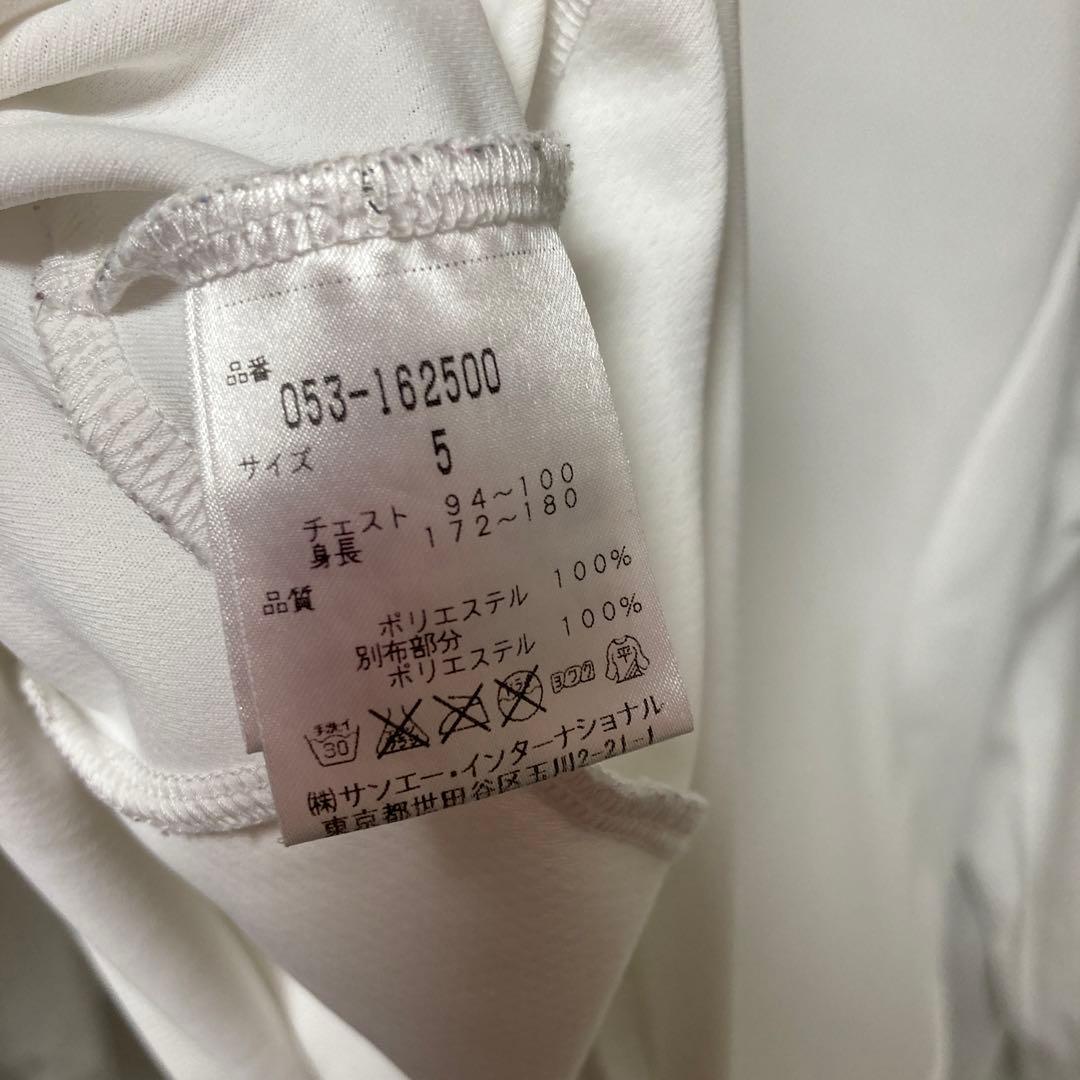 品番 053-162500
サイズ 5
チェスト 94～100
身長 172～180
品質
ポリエステル 100%
別布部分
ポリエステル 100%
手洗イ 30 ヨワク 平
㈱サンエー・インターナショナル
東京都世田谷区玉川2-21-1